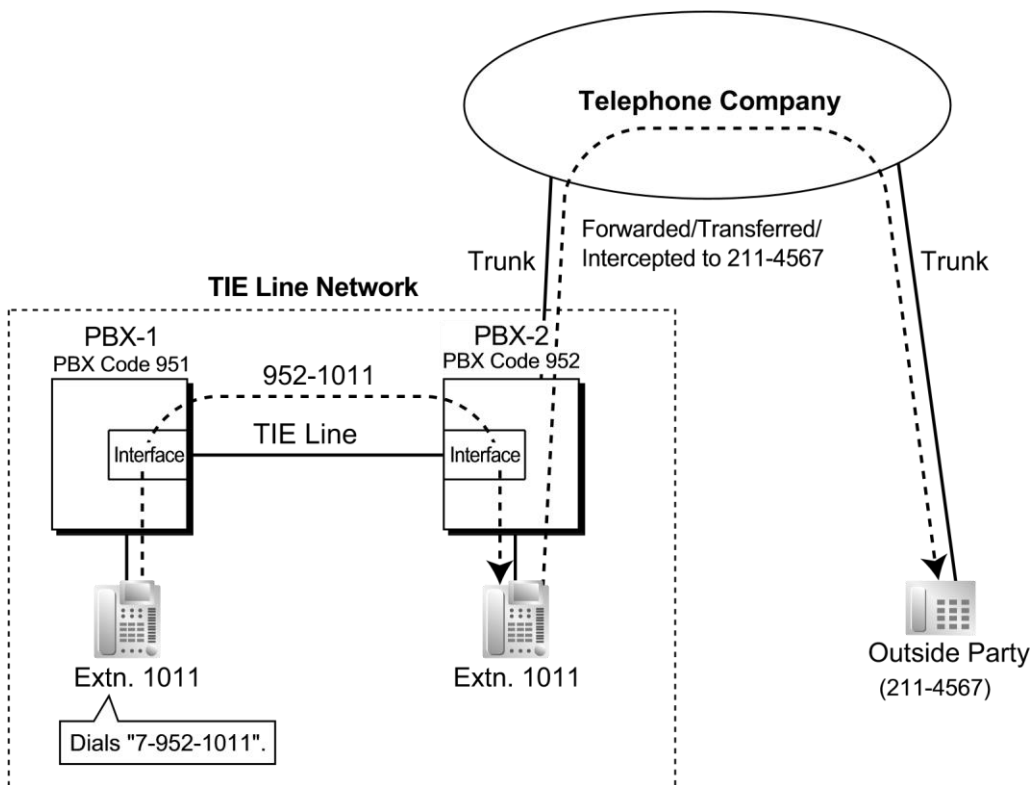 Telephone Company
Forwarded/Transferred/
Intercepted to 211-4567
Trunk
Trunk
TIE Line Network
PBX-1
PBX Code 951
PBX-2
PBX Code 952
952-1011
TIE Line
Interface
Interface
Extn. 1011
Extn. 1011
Outside Party
(211-4567)
Dials "7-952-1011".